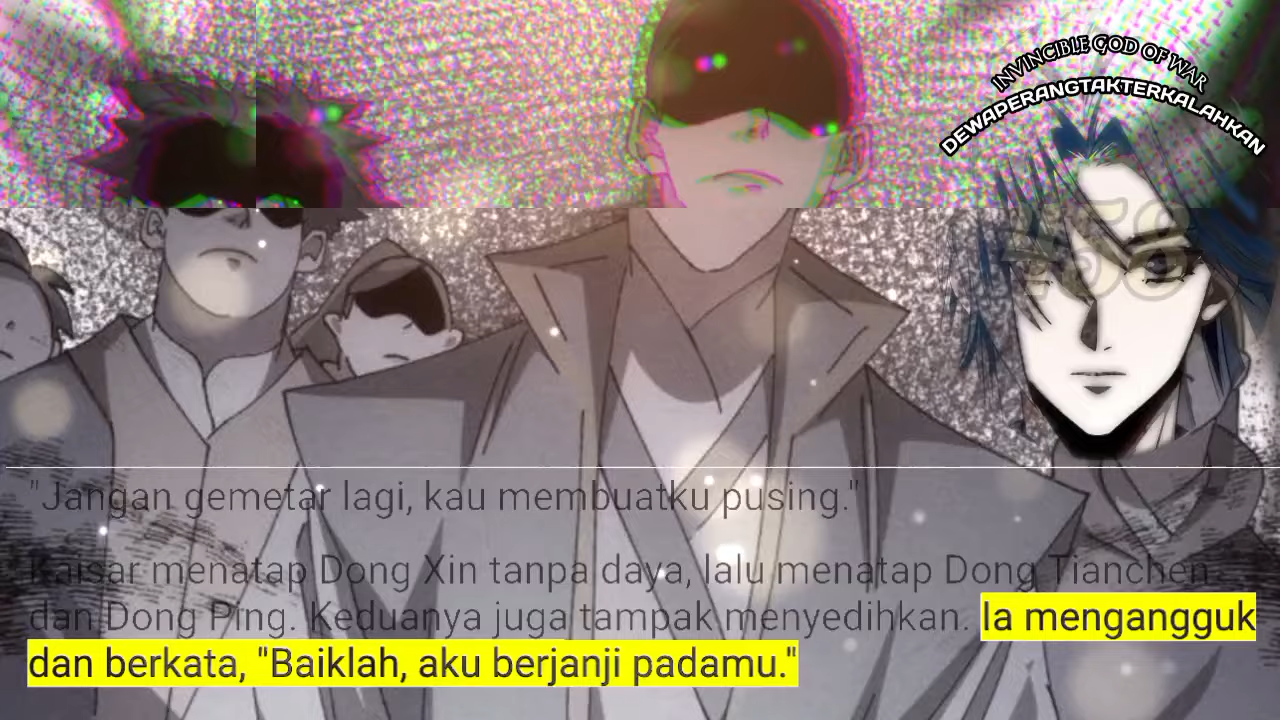 INVINCIBLE GOD OF WAR
DEWAPERANGTAKTERKALAHKAN
"Jangan gemetar lagi, kau membuatku pusing."
Kaisar menatap Dong Xin tanpa daya, lalu menatap Dong Tianchen
dan Dong Ping. Keduanya juga tampak menyedihkan. Ia mengangguk
dan berkata, "Baiklah, aku berjanji padamu."